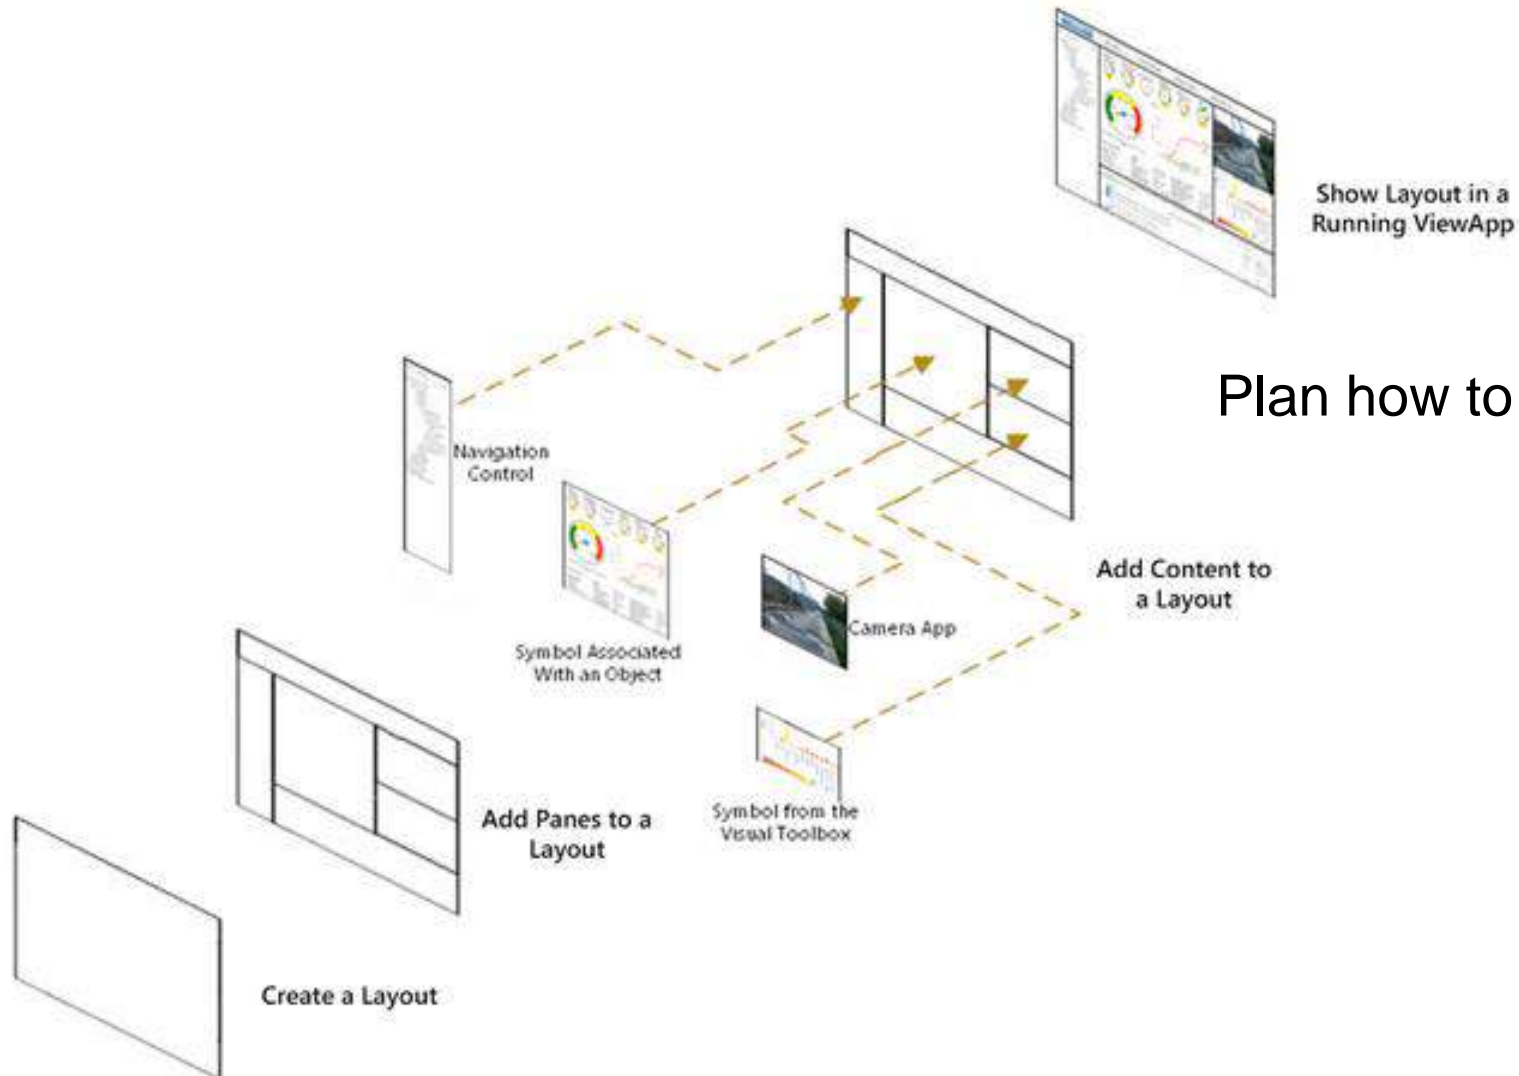 Show Layout in a
Running ViewApp
Plan how to
Navigation
Control
Add Content to
a Layout
Camera App
Symbol Associated
With an Object
Symbol from the
Visual Toolbox
Add Panes to a
Layout
Create a Layout